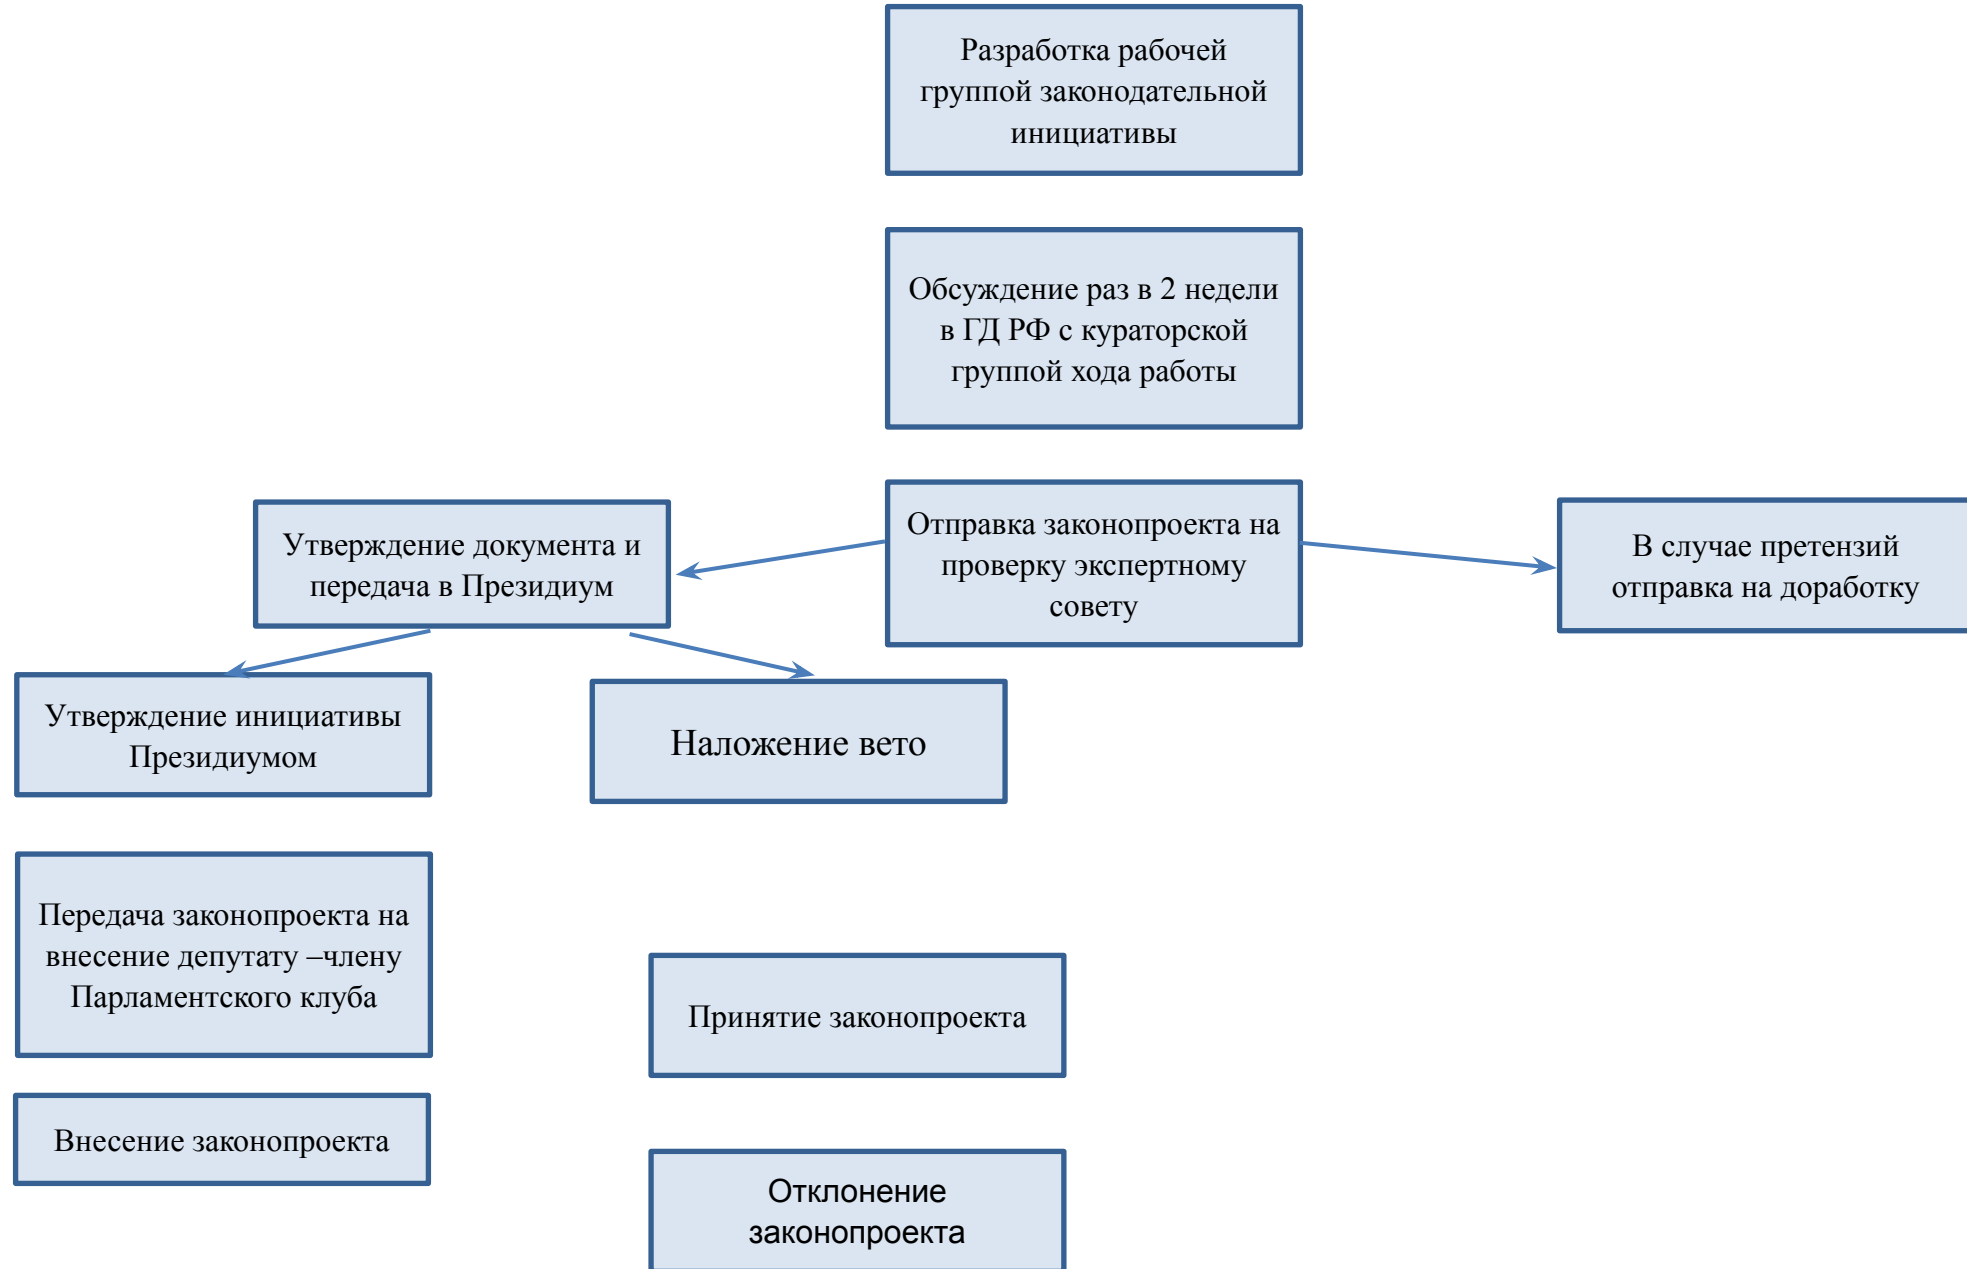 Разработка рабочей
группой законодательной
инициативы
Обсуждение раз в 2 недели
в ГД РФ с кураторской
группой хода работы
Утверждение документа и
передача в Президиум
Отправка законопроекта на
проверку экспертному
совету
В случае претензий
отправка на доработку
Утверждение инициативы
Президиумом
Наложение вето
Передача законопроекта на
внесение депутату –члену
Парламентского клуба
Принятие законопроекта
Внесение законопроекта
Отклонение
законопроекта